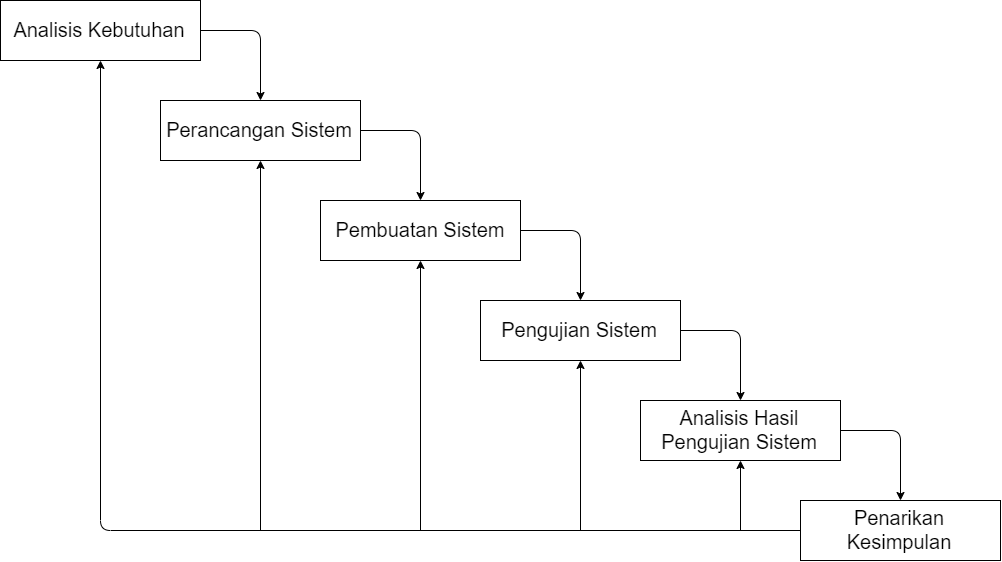 Analisis Kebutuhan
Perancangan Sistem
Pembuatan Sistem
Pengujian Sistem
Analisis Hasil
Pengujian Sistem
Penarikan
Kesimpulan